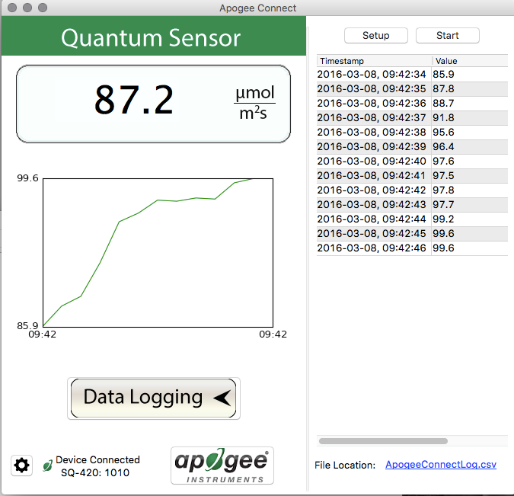 Apogee Connect
Quantum Sensor
87.2 µmol
m²s
99.6
85.9
09:42 09:42
Data Logging
Device Connected
SQ-420: 1010
apogee®
INSTRUMENTS
Setup Start
Timestamp Value
2016-03-08, 09:42:34 85.9
2016-03-08, 09:42:35 87.8
2016-03-08, 09:42:36 88.7
2016-03-08, 09:42:37 91.8
2016-03-08, 09:42:38 95.6
2016-03-08, 09:42:39 96.4
2016-03-08, 09:42:40 97.6
2016-03-08, 09:42:41 97.5
2016-03-08, 09:42:42 97.8
2016-03-08, 09:42:43 97.7
2016-03-08, 09:42:44 99.2
2016-03-08, 09:42:45 99.6
2016-03-08, 09:42:46 99.6
File Location: ApogeeConnectLog.csv